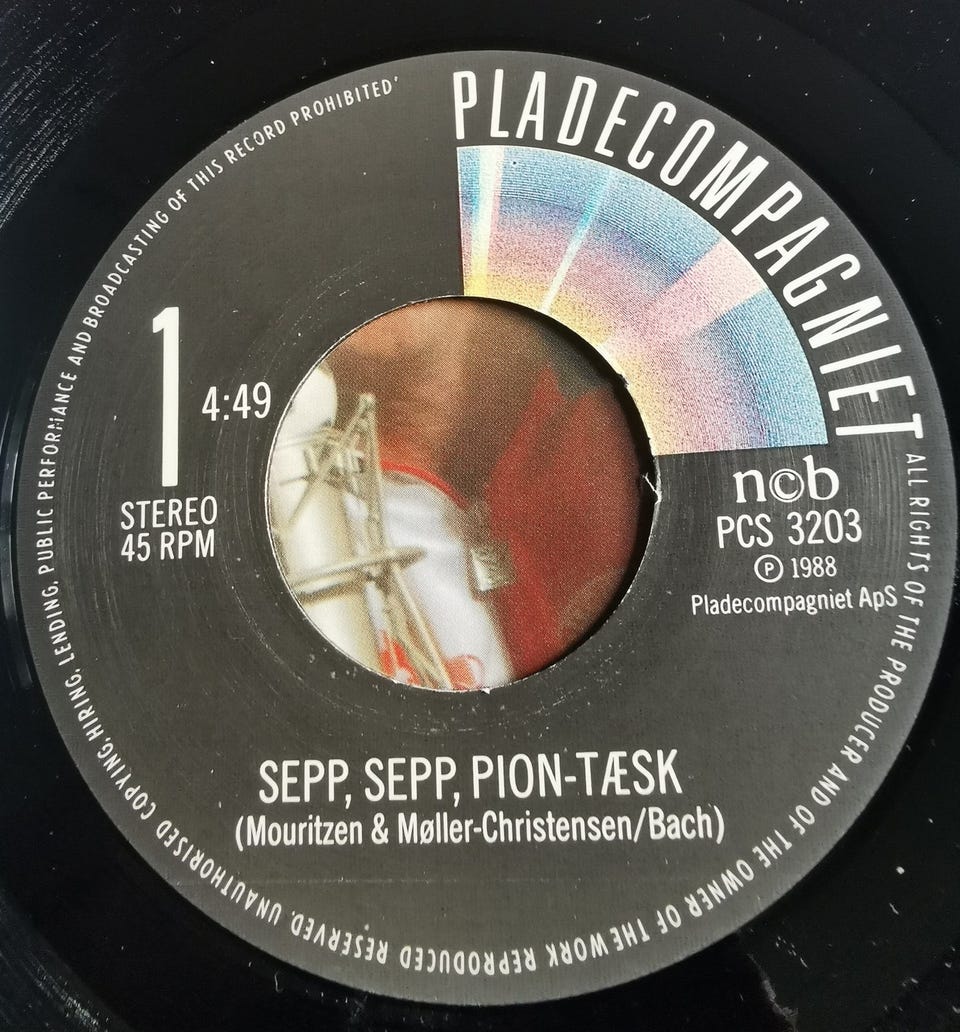 PLADECOMPAGNIET
1
4:49
STEREO
45 RPM
n©b
PCS 3203
℗ 1988
Pladecompagniet ApS
SEPP, SEPP, PION-TÆSK
(Mouritzen & Møller-Christensen/Bach)
ALL RIGHTS OF THE PRODUCER AND OF THE OWNER OF THE WORK REPRODUCED RESERVED. UNAUTHORISED COPYING, HIRING, LENDING, PUBLIC PERFORMANCE AND BROADCASTING OF THIS RECORD PROHIBITED'